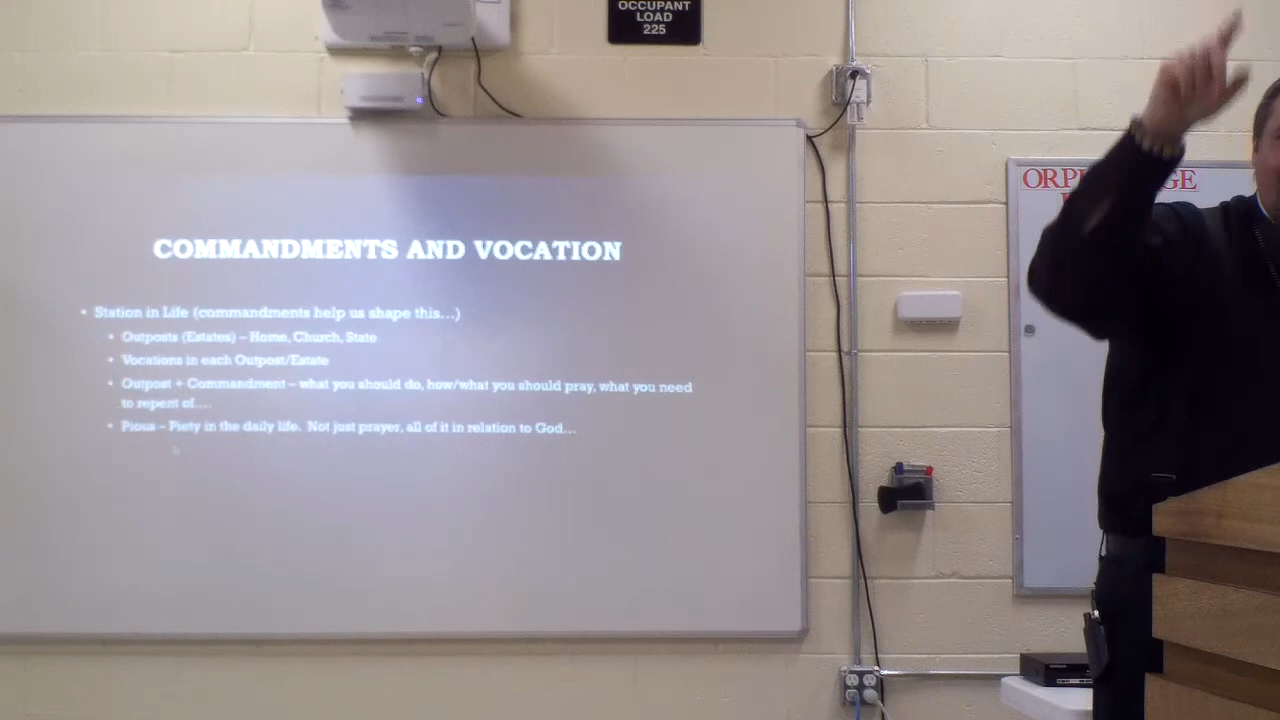 OCCUPANT
LOAD
225
COMMANDMENTS AND VOCATION
• Station in Life (commandments help us shape this...)
• Outposts (Estates) – Home, Church, State
• Vocations in each Outpost/Estate
• Outpost + Commandment – what you should do, how/what you should pray, what you need
to repent of....
• Pious – Piety in the daily life. Not just prayer, all of it in relation to God...